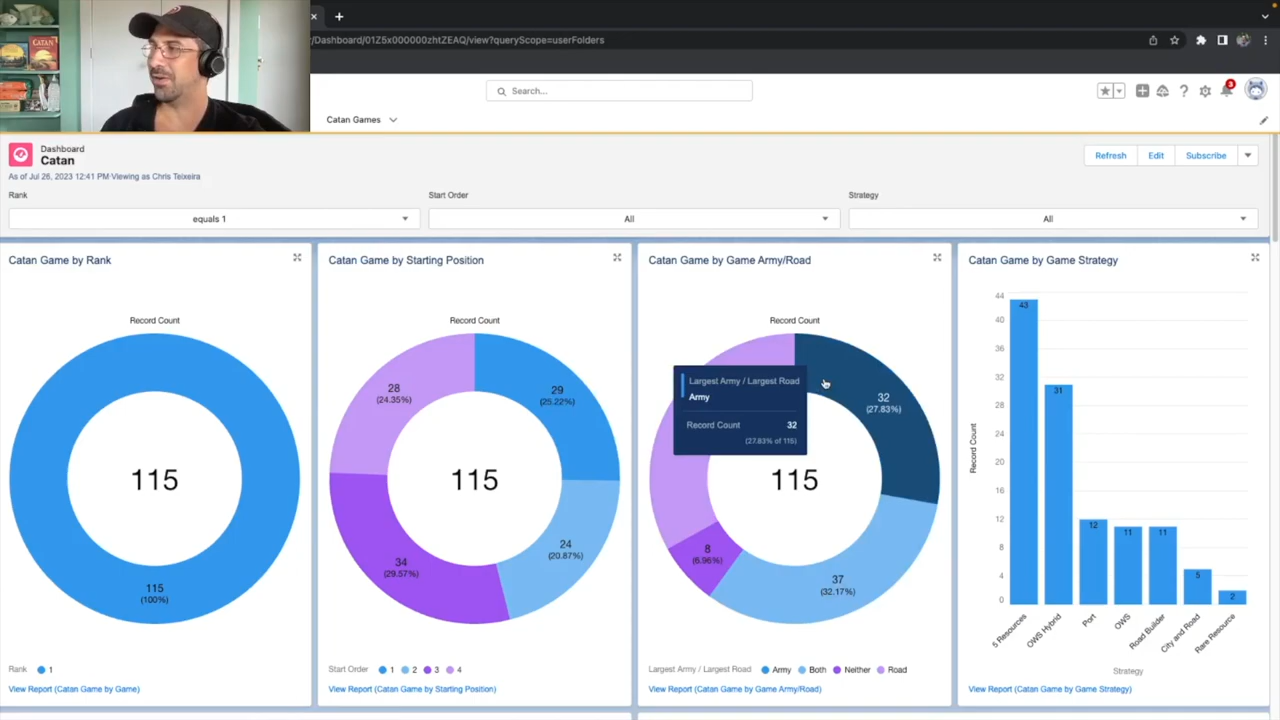 CATAN
/Dashboard/01Z5x000000zhtZEAQ/view?queryScope=userFolders
Search...
3
Catan Games
Dashboard
Catan
As of Jul 26, 2023 12:41 PM·Viewing as Chris Teixeira
Refresh
Edit
Subscribe
Rank
Start Order
Strategy
equals 1
All
All
Catan Game by Rank
Record Count
115
115
(100%)
Rank
1
View Report (Catan Game by Game)
Catan Game by Starting Position
Record Count
28
(24.35%)
29
(25.22%)
115
34
(29.57%)
24
(20.87%)
Start Order
1
2
3
4
View Report (Catan Game by Starting Position)
Catan Game by Game Army/Road
Record Count
Largest Army / Largest Road
Army
Record Count
32
(27.83% of 115)
32
(27.83%)
115
8
(6.96%)
37
(32.17%)
Largest Army / Largest Road
Army
Both
Neither
Road
View Report (Catan Game by Game Army/Road)
Catan Game by Game Strategy
44
40
36
32
28
24
20
16
12
8
4
0
Record Count
43
31
12
11
11
5
2
5 Resources
OWS Hybrid
Port
OWS
Road Builder
City and Road
Rare Resource
Strategy
View Report (Catan Game by Game Strategy)